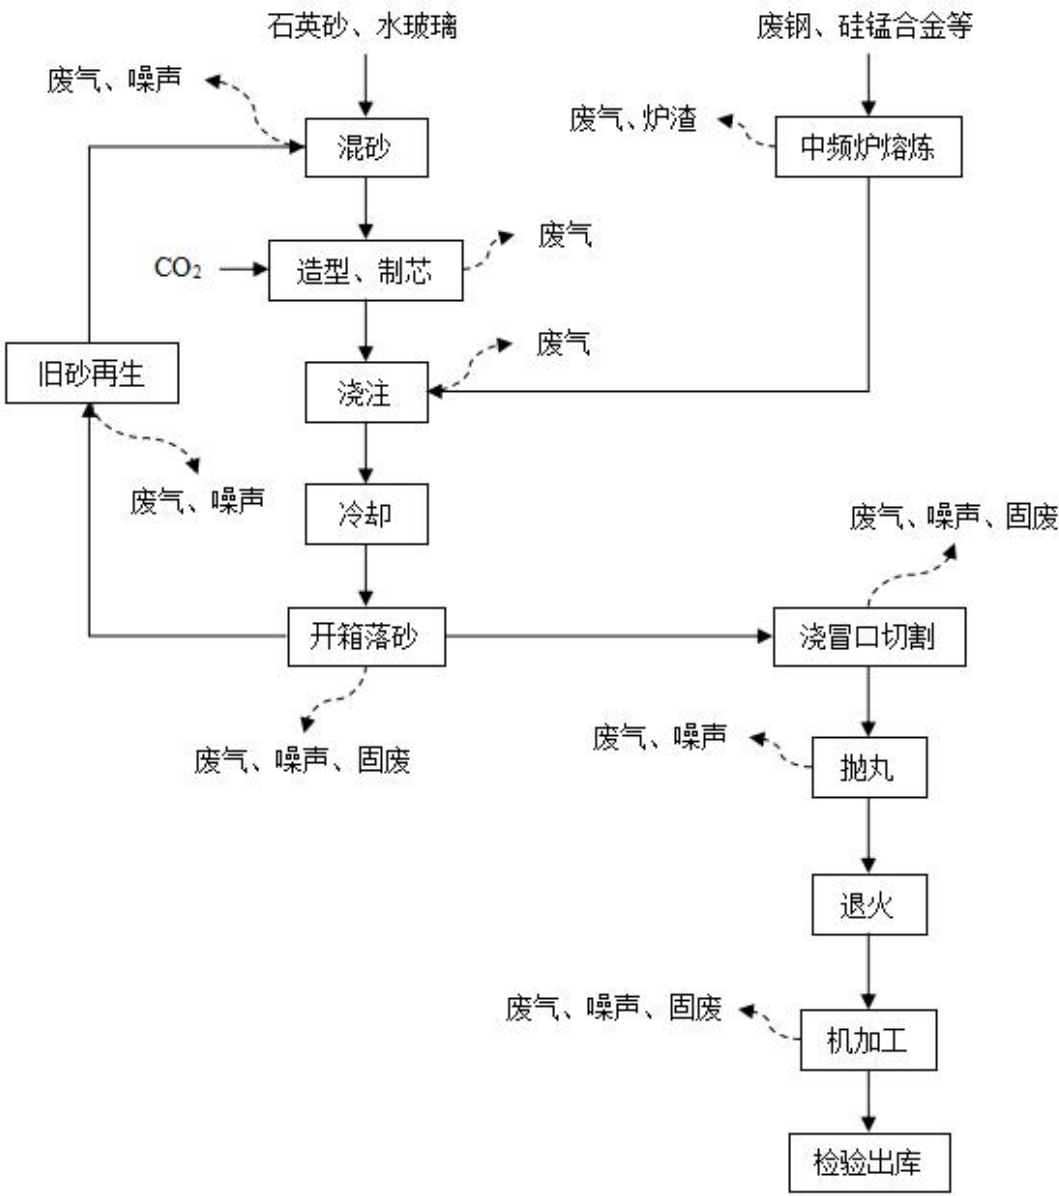 石英砂、水玻璃
废钢、硅锰合金等
废气、噪声
废气、炉渣
混砂
中频炉熔炼
废气
CO₂
造型、制芯
废气
旧砂再生
浇注
废气、噪声
冷却
废气、噪声、固废
开箱落砂
浇冒口切割
废气、噪声
废气、噪声、固废
抛丸
退火
废气、噪声、固废
机加工
检验出库